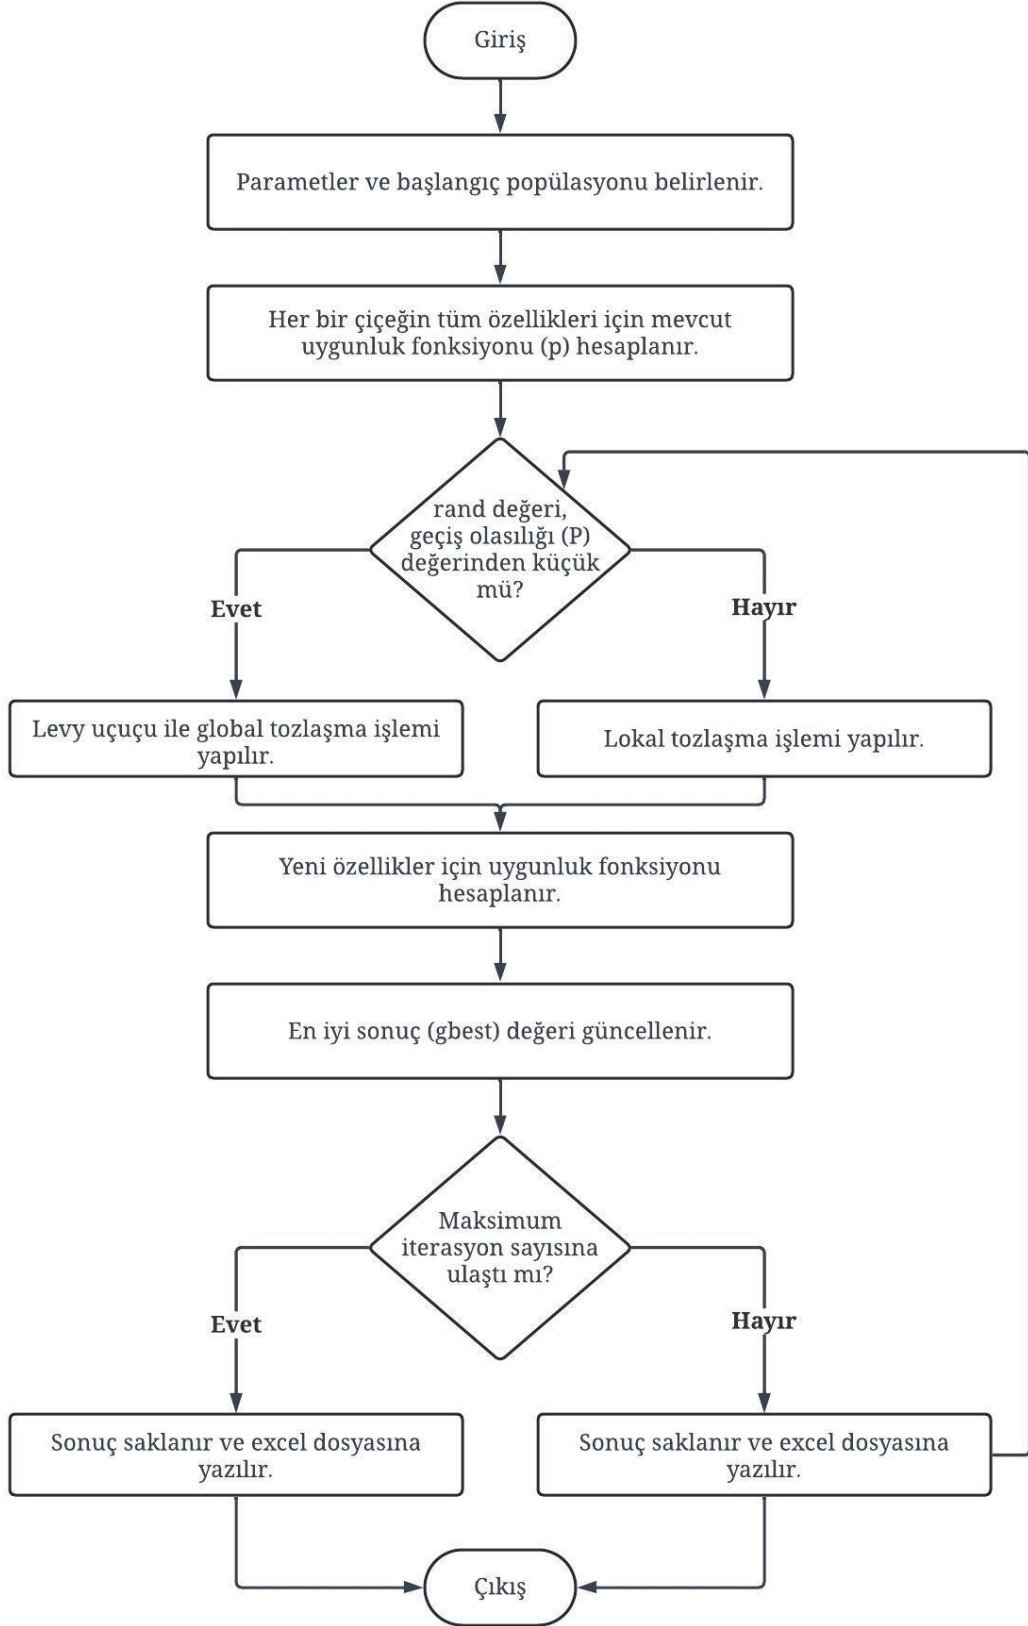 Giriş
Parametler ve başlangıç popülasyonu belirlenir.
Her bir çiçeğin tüm özellikleri için mevcut
uygunluk fonksiyonu (p) hesaplanır.
rand değeri,
geçiş olasılığı (P)
değerinden küçük
mü?
Evet
Hayır
Levy uçuçu ile global tozlaşma işlemi
yapılır.
Lokal tozlaşma işlemi yapılır.
Yeni özellikler için uygunluk fonksiyonu
hesaplanır.
En iyi sonuç (gbest) değeri güncellenir.
Maksimum
iterasyon sayısına
ulaştı mı?
Evet
Hayır
Sonuç saklanır ve excel dosyasına
yazılır.
Sonuç saklanır ve excel dosyasına
yazılır.
Çıkış